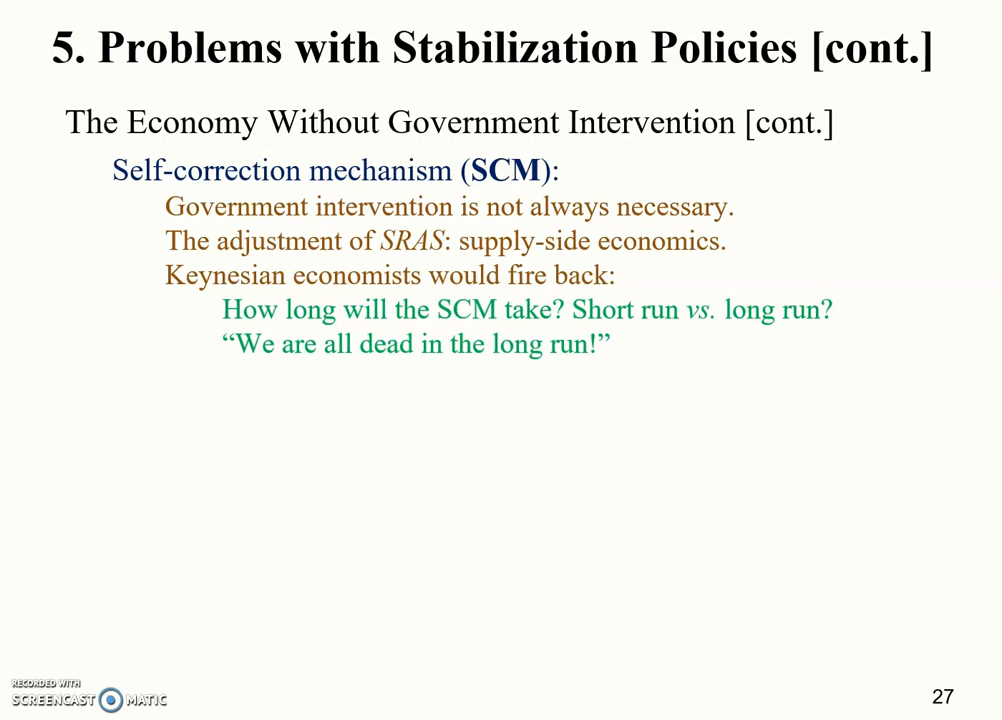 5. Problems with Stabilization Policies [cont.]
The Economy Without Government Intervention [cont.]
Self-correction mechanism (SCM):
Government intervention is not always necessary.
The adjustment of SRAS: supply-side economics.
Keynesian economists would fire back:
How long will the SCM take? Short run vs. long run?
“We are all dead in the long run!”
RECORDED WITH
SCREENCAST MATIC
27